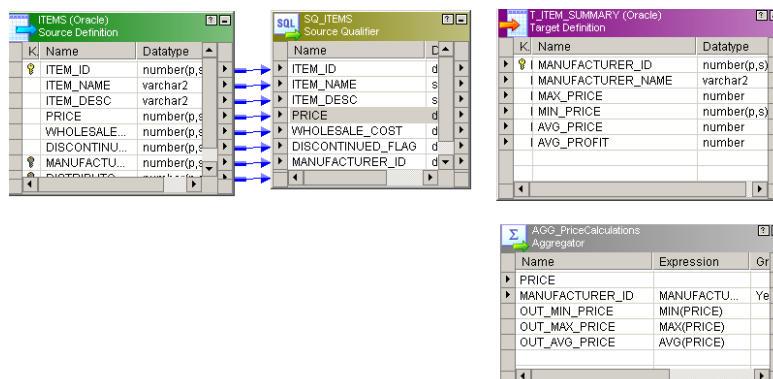 ITEMS (Oracle)
Source Definition
K. Name Datatype
ITEM_ID number(p,s
ITEM_NAME varchar2
ITEM_DESC varchar2
PRICE number(p,s
WHOLESALE... number(p,s
DISCONTINU... number(p,s
MANUFACTU... number(p,s
SQL SQ_ITEMS
Source Qualifier
Name D
ITEM_ID d
ITEM_NAME s
ITEM_DESC s
PRICE d
WHOLESALE_COST d
DISCONTINUED_FLAG d
MANUFACTURER_ID d
T_ITEM_SUMMARY (Oracle)
Target Definition
K. Name Datatype
MANUFACTURER_ID number(p,s)
MANUFACTURER_NAME varchar2
MAX_PRICE number
MIN_PRICE number(p,s)
AVG_PRICE number
AVG_PROFIT number
Σ AGG_PriceCalculations
Aggregator
Name Expression Gr
PRICE
MANUFACTURER_ID MANUFACTU... Ye
OUT_MIN_PRICE MIN(PRICE)
OUT_MAX_PRICE MAX(PRICE)
OUT_AVG_PRICE AVG(PRICE)